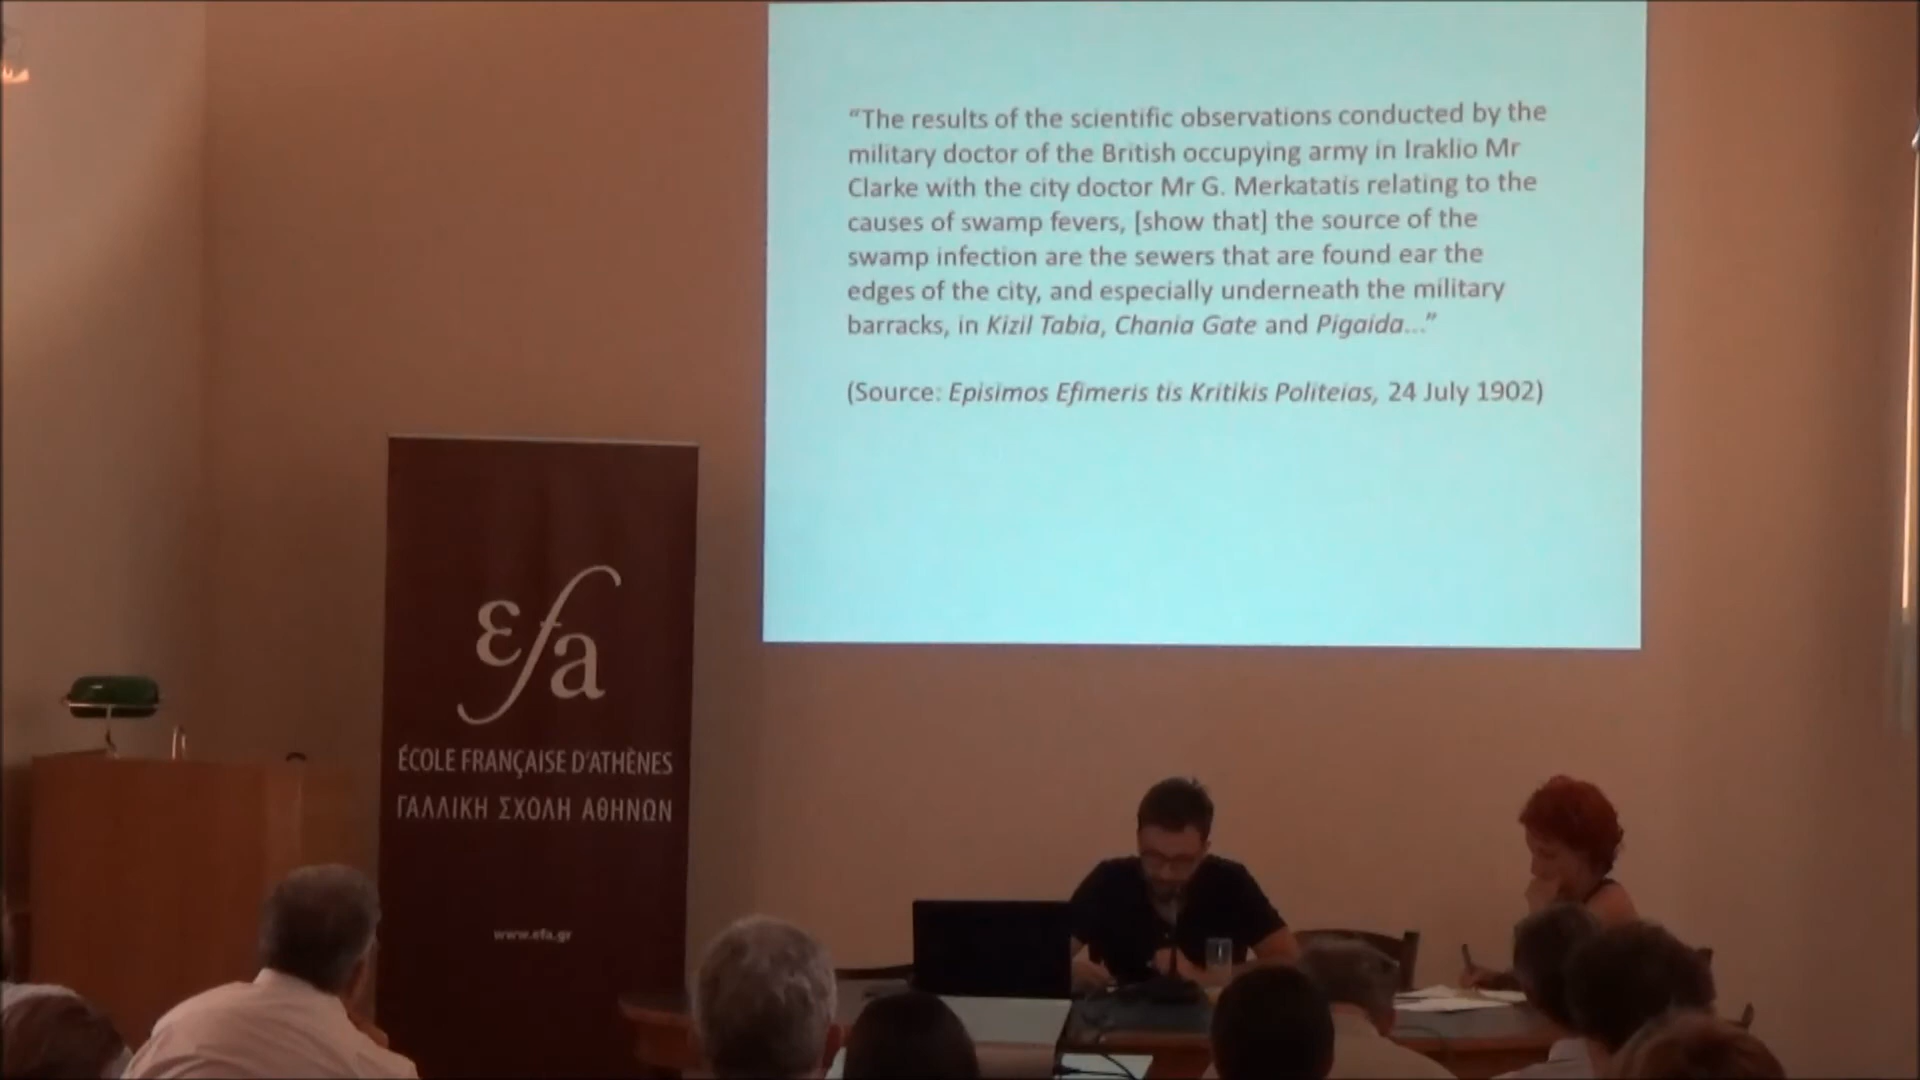 “The results of the scientific observations conducted by the
military doctor of the British occupying army in Iraklio Mr
Clarke with the city doctor Mr G. Merkatatis relating to the
causes of swamp fevers, [show that] the source of the
swamp infection are the sewers that are found ear the
edges of the city, and especially underneath the military
barracks, in Kizil Tabia, Chania Gate and Pigaida...”
(Source: Episimos Efimeris tis Kritikis Politeias, 24 July 1902)
εfa
ÉCOLE FRANÇAISE D'ATHÈNES
ΓΑΛΛΙΚΗ ΣΧΟΛΗ ΑΘΗΝΩΝ
www.efa.gr